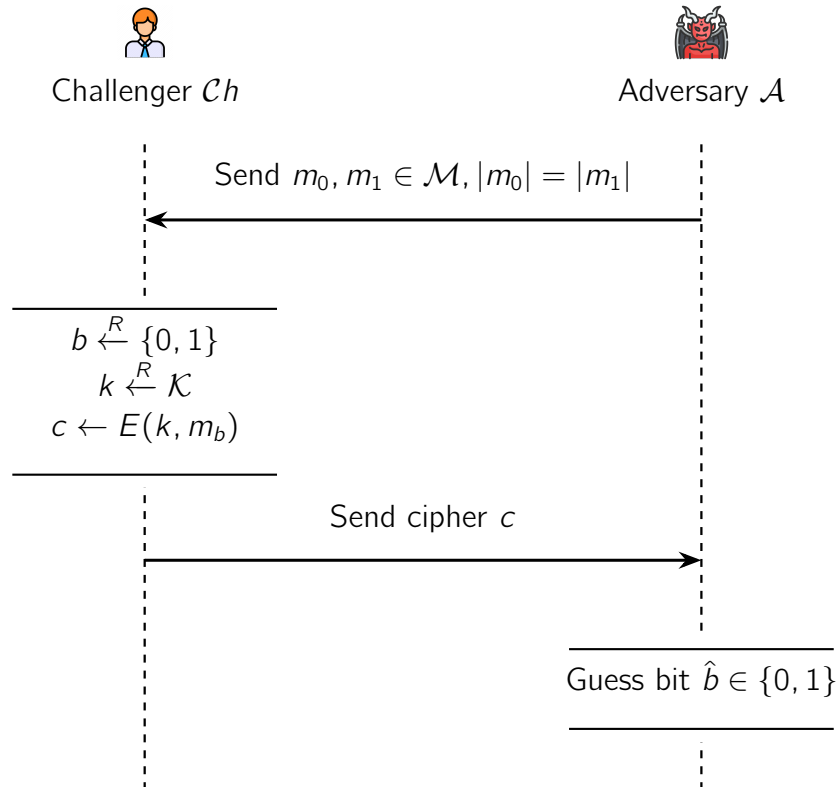 Challenger 𝒞h
Adversary 𝒜
Send m₀, m₁ ∈ ℳ, |m₀| = |m₁|
b ←ᴿ {0, 1}
k ←ᴿ 𝒦
c ← E(k, m_b)
Send cipher c
Guess bit b̂ ∈ {0, 1}